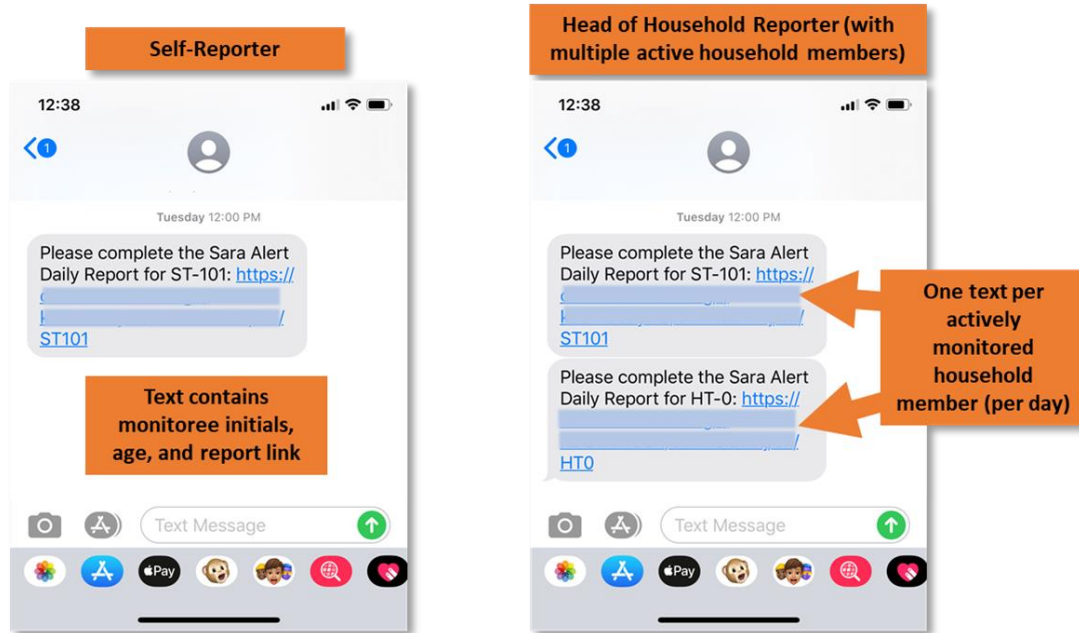 Self-Reporter
12:38
1
Tuesday 12:00 PM
Please complete the Sara Alert
Daily Report for ST-101: https://
/
ST101
Text contains
monitoree initials,
age, and report link
Text Message
Pay
Head of Household Reporter (with
multiple active household members)
12:38
1
Tuesday 12:00 PM
Please complete the Sara Alert
Daily Report for ST-101: https://
/
ST101
Please complete the Sara Alert
Daily Report for HT-0: https://
/
HT0
One text per
actively
monitored
household
member (per day)
Text Message
Pay